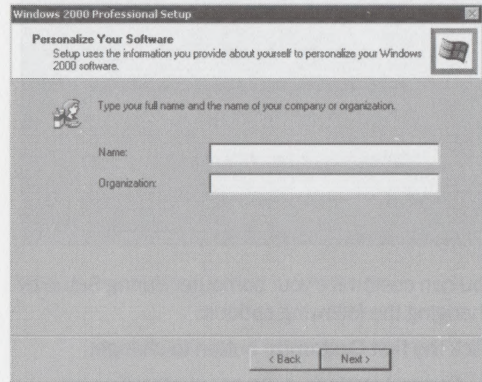 Windows 2000 Professional Setup
Personalize Your Software
Setup uses the information you provide about yourself to personalize your Windows
2000 software.
Type your full name and the name of your company or organization.
Name:
Organization:
< Back
Next >